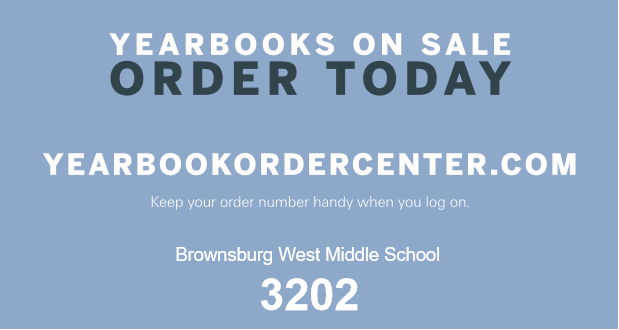 YEARBOOKS ON SALE
ORDER TODAY
YEARBOOKORDERCENTER.COM
Keep your order number handy when you log on.
Brownsburg West Middle School
3202